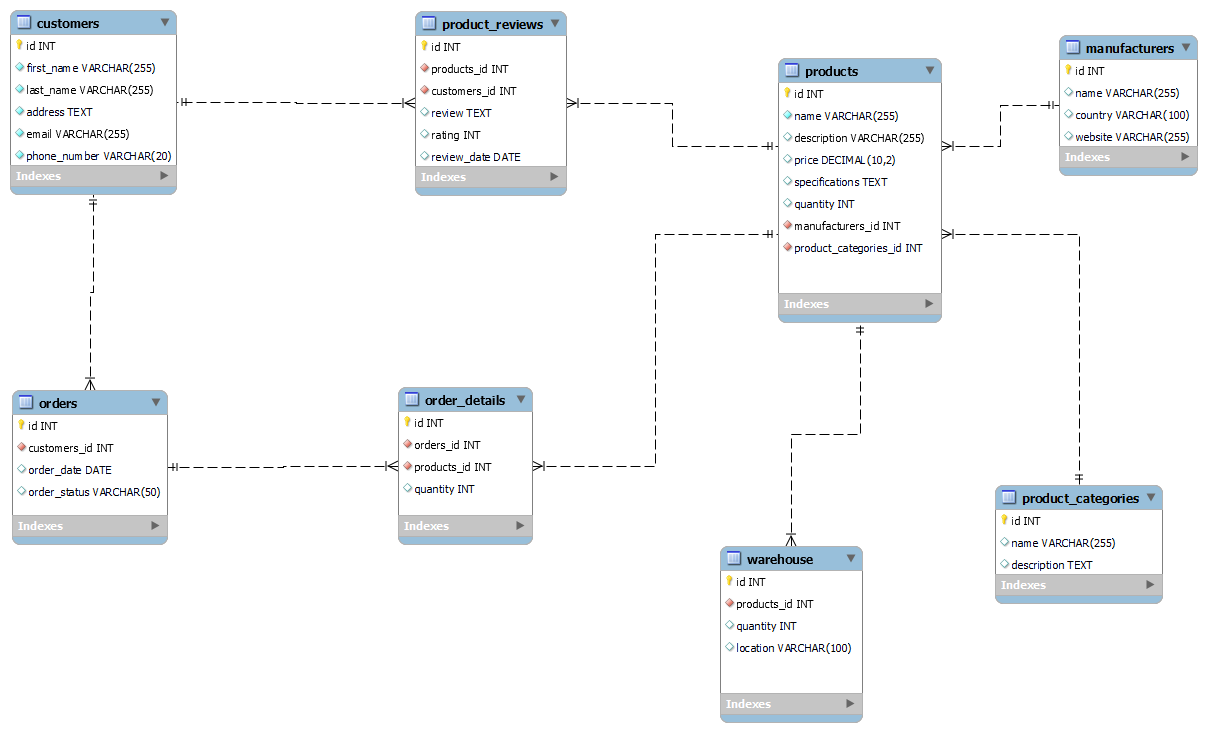 customers
id INT
first_name VARCHAR(255)
last_name VARCHAR(255)
address TEXT
email VARCHAR(255)
phone_number VARCHAR(20)
Indexes
product_reviews
id INT
products_id INT
customers_id INT
review TEXT
rating INT
review_date DATE
Indexes
products
id INT
name VARCHAR(255)
description VARCHAR(255)
price DECIMAL(10,2)
specifications TEXT
quantity INT
manufacturers_id INT
product_categories_id INT
Indexes
manufacturers
id INT
name VARCHAR(255)
country VARCHAR(100)
website VARCHAR(255)
Indexes
orders
id INT
customers_id INT
order_date DATE
order_status VARCHAR(50)
Indexes
order_details
id INT
orders_id INT
products_id INT
quantity INT
Indexes
warehouse
id INT
products_id INT
quantity INT
location VARCHAR(100)
Indexes
product_categories
id INT
name VARCHAR(255)
description TEXT
Indexes